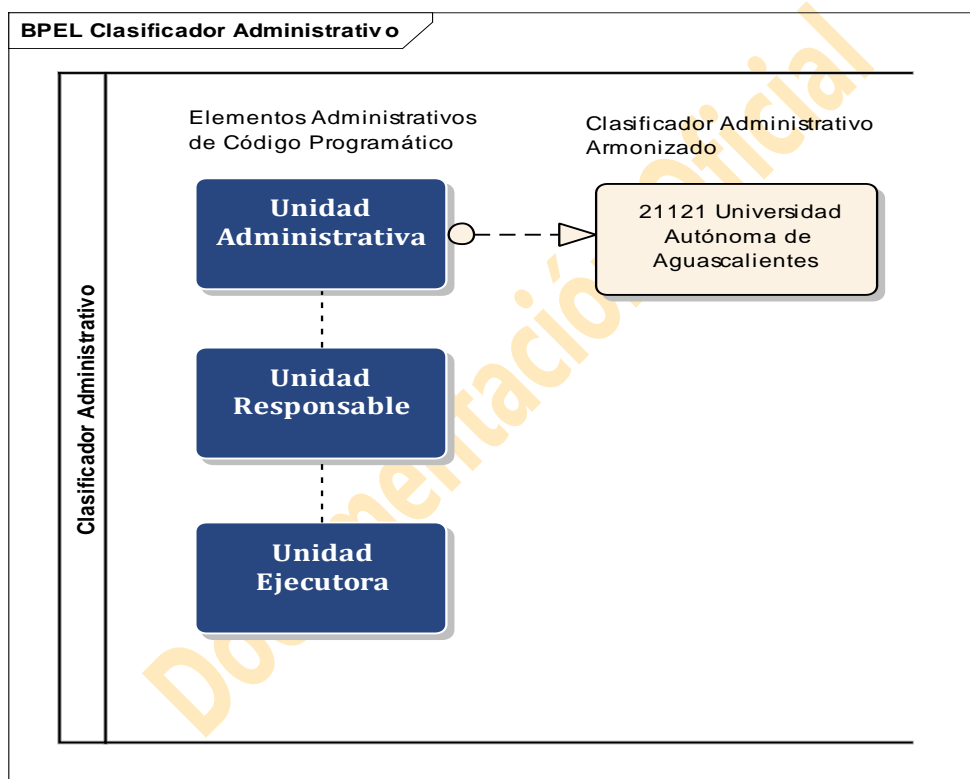 BPEL Clasificador Administrativo
Clasificador Administrativo
Elementos Administrativos
de Código Programático
Clasificador Administrativo
Armonizado
Unidad
Administrativa
21121 Universidad
Autónoma de
Aguascalientes
Unidad
Responsable
Unidad
Ejecutora
Documentación Oficial